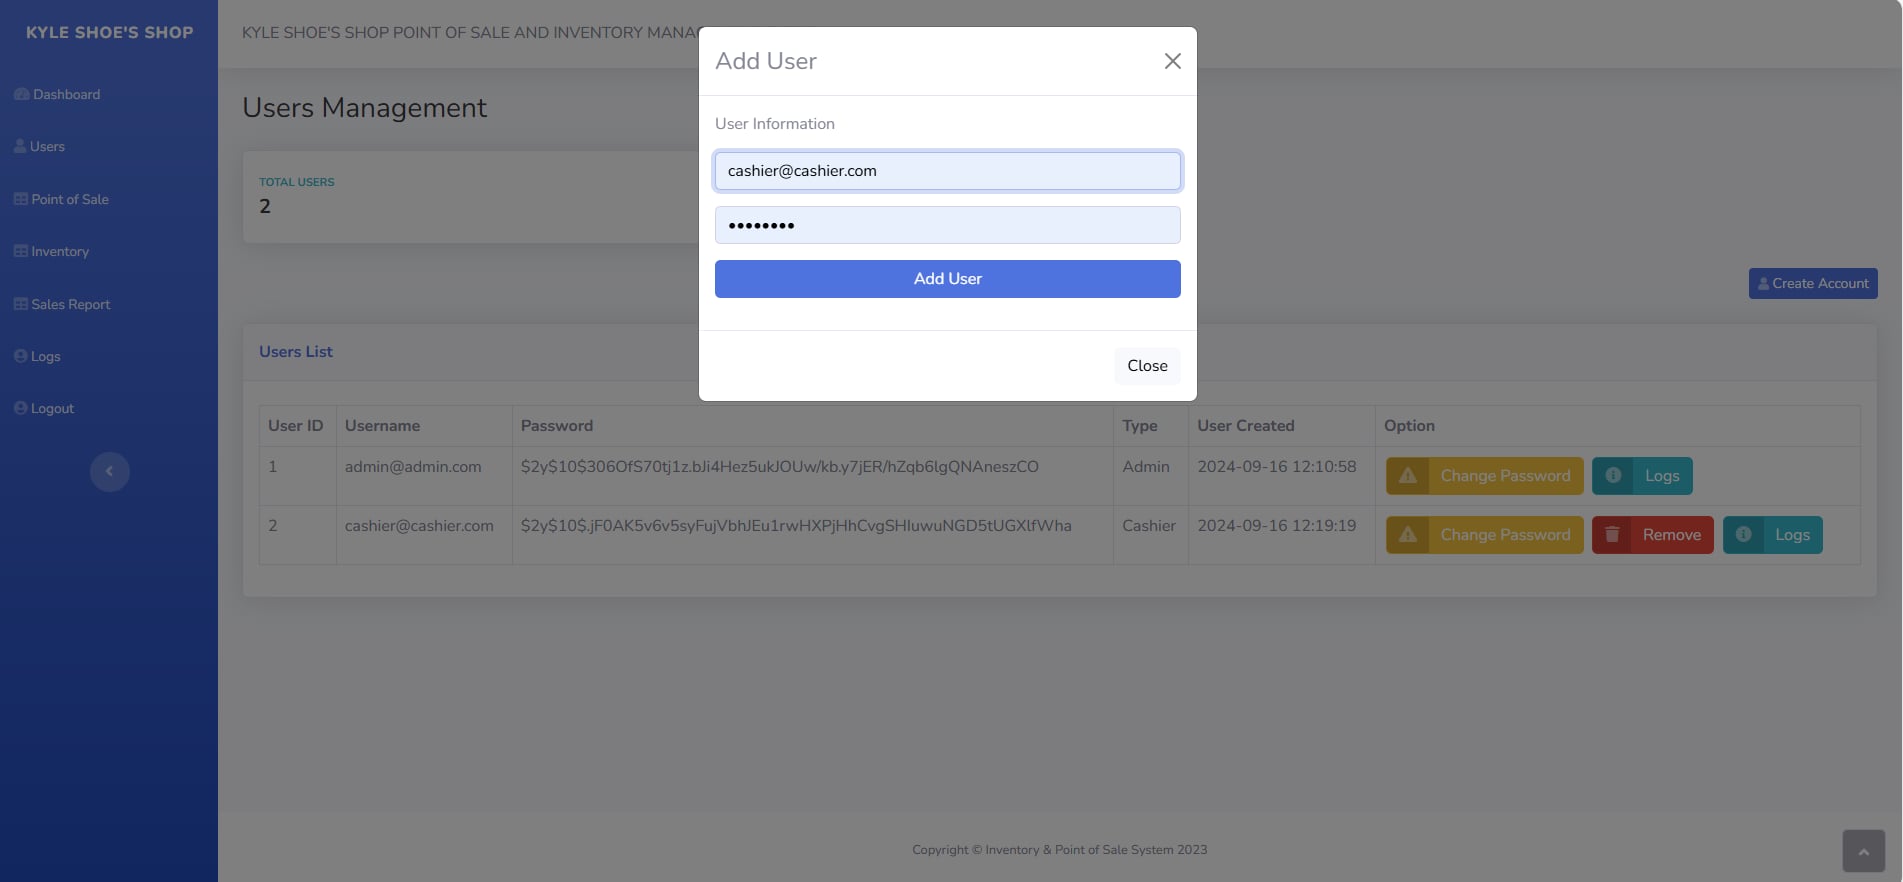 KYLE SHOE'S SHOP
Dashboard
Users
Point of Sale
Inventory
Sales Report
Logs
Logout
KYLE SHOE'S SHOP POINT OF SALE AND INVENTORY MANA
Users Management
TOTAL USERS
2
Create Account
Add User
User Information
cashier@cashier.com
••••••••
Add User
Close
Users List
User ID Username Password Type User Created Option
1 admin@admin.com $2y$10$306OfS70tj1z.bJi4Hez5ukJOUw/kb.y7jER/hZqb6lgQNAneszCO Admin 2024-09-16 12:10:58 Change Password Logs
2 cashier@cashier.com $2y$10$.jF0AK5v6v5syFujVbhJEu1rwHXPjHhCvgSHIuwuNGD5tUGXlfWha Cashier 2024-09-16 12:19:19 Change Password Remove Logs
Copyright © Inventory & Point of Sale System 2023